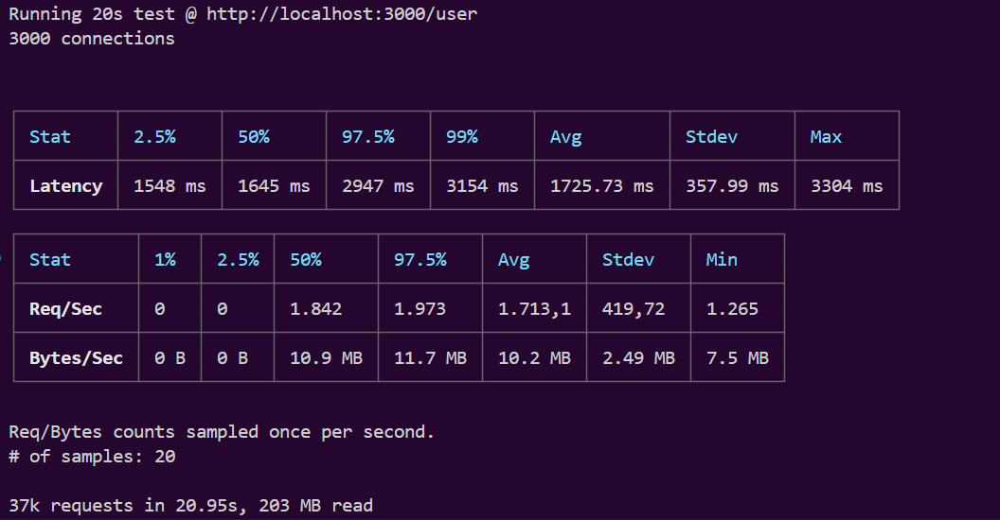 Running 20s test @ http://localhost:3000/user
3000 connections
Stat 2.5% 50% 97.5% 99% Avg Stdev Max
Latency 1548 ms 1645 ms 2947 ms 3154 ms 1725.73 ms 357.99 ms 3304 ms
Stat 1% 2.5% 50% 97.5% Avg Stdev Min
Req/Sec 0 0 1.842 1.973 1.713,1 419,72 1.265
Bytes/Sec 0 B 0 B 10.9 MB 11.7 MB 10.2 MB 2.49 MB 7.5 MB
Req/Bytes counts sampled once per second.
# of samples: 20
37k requests in 20.95s, 203 MB read